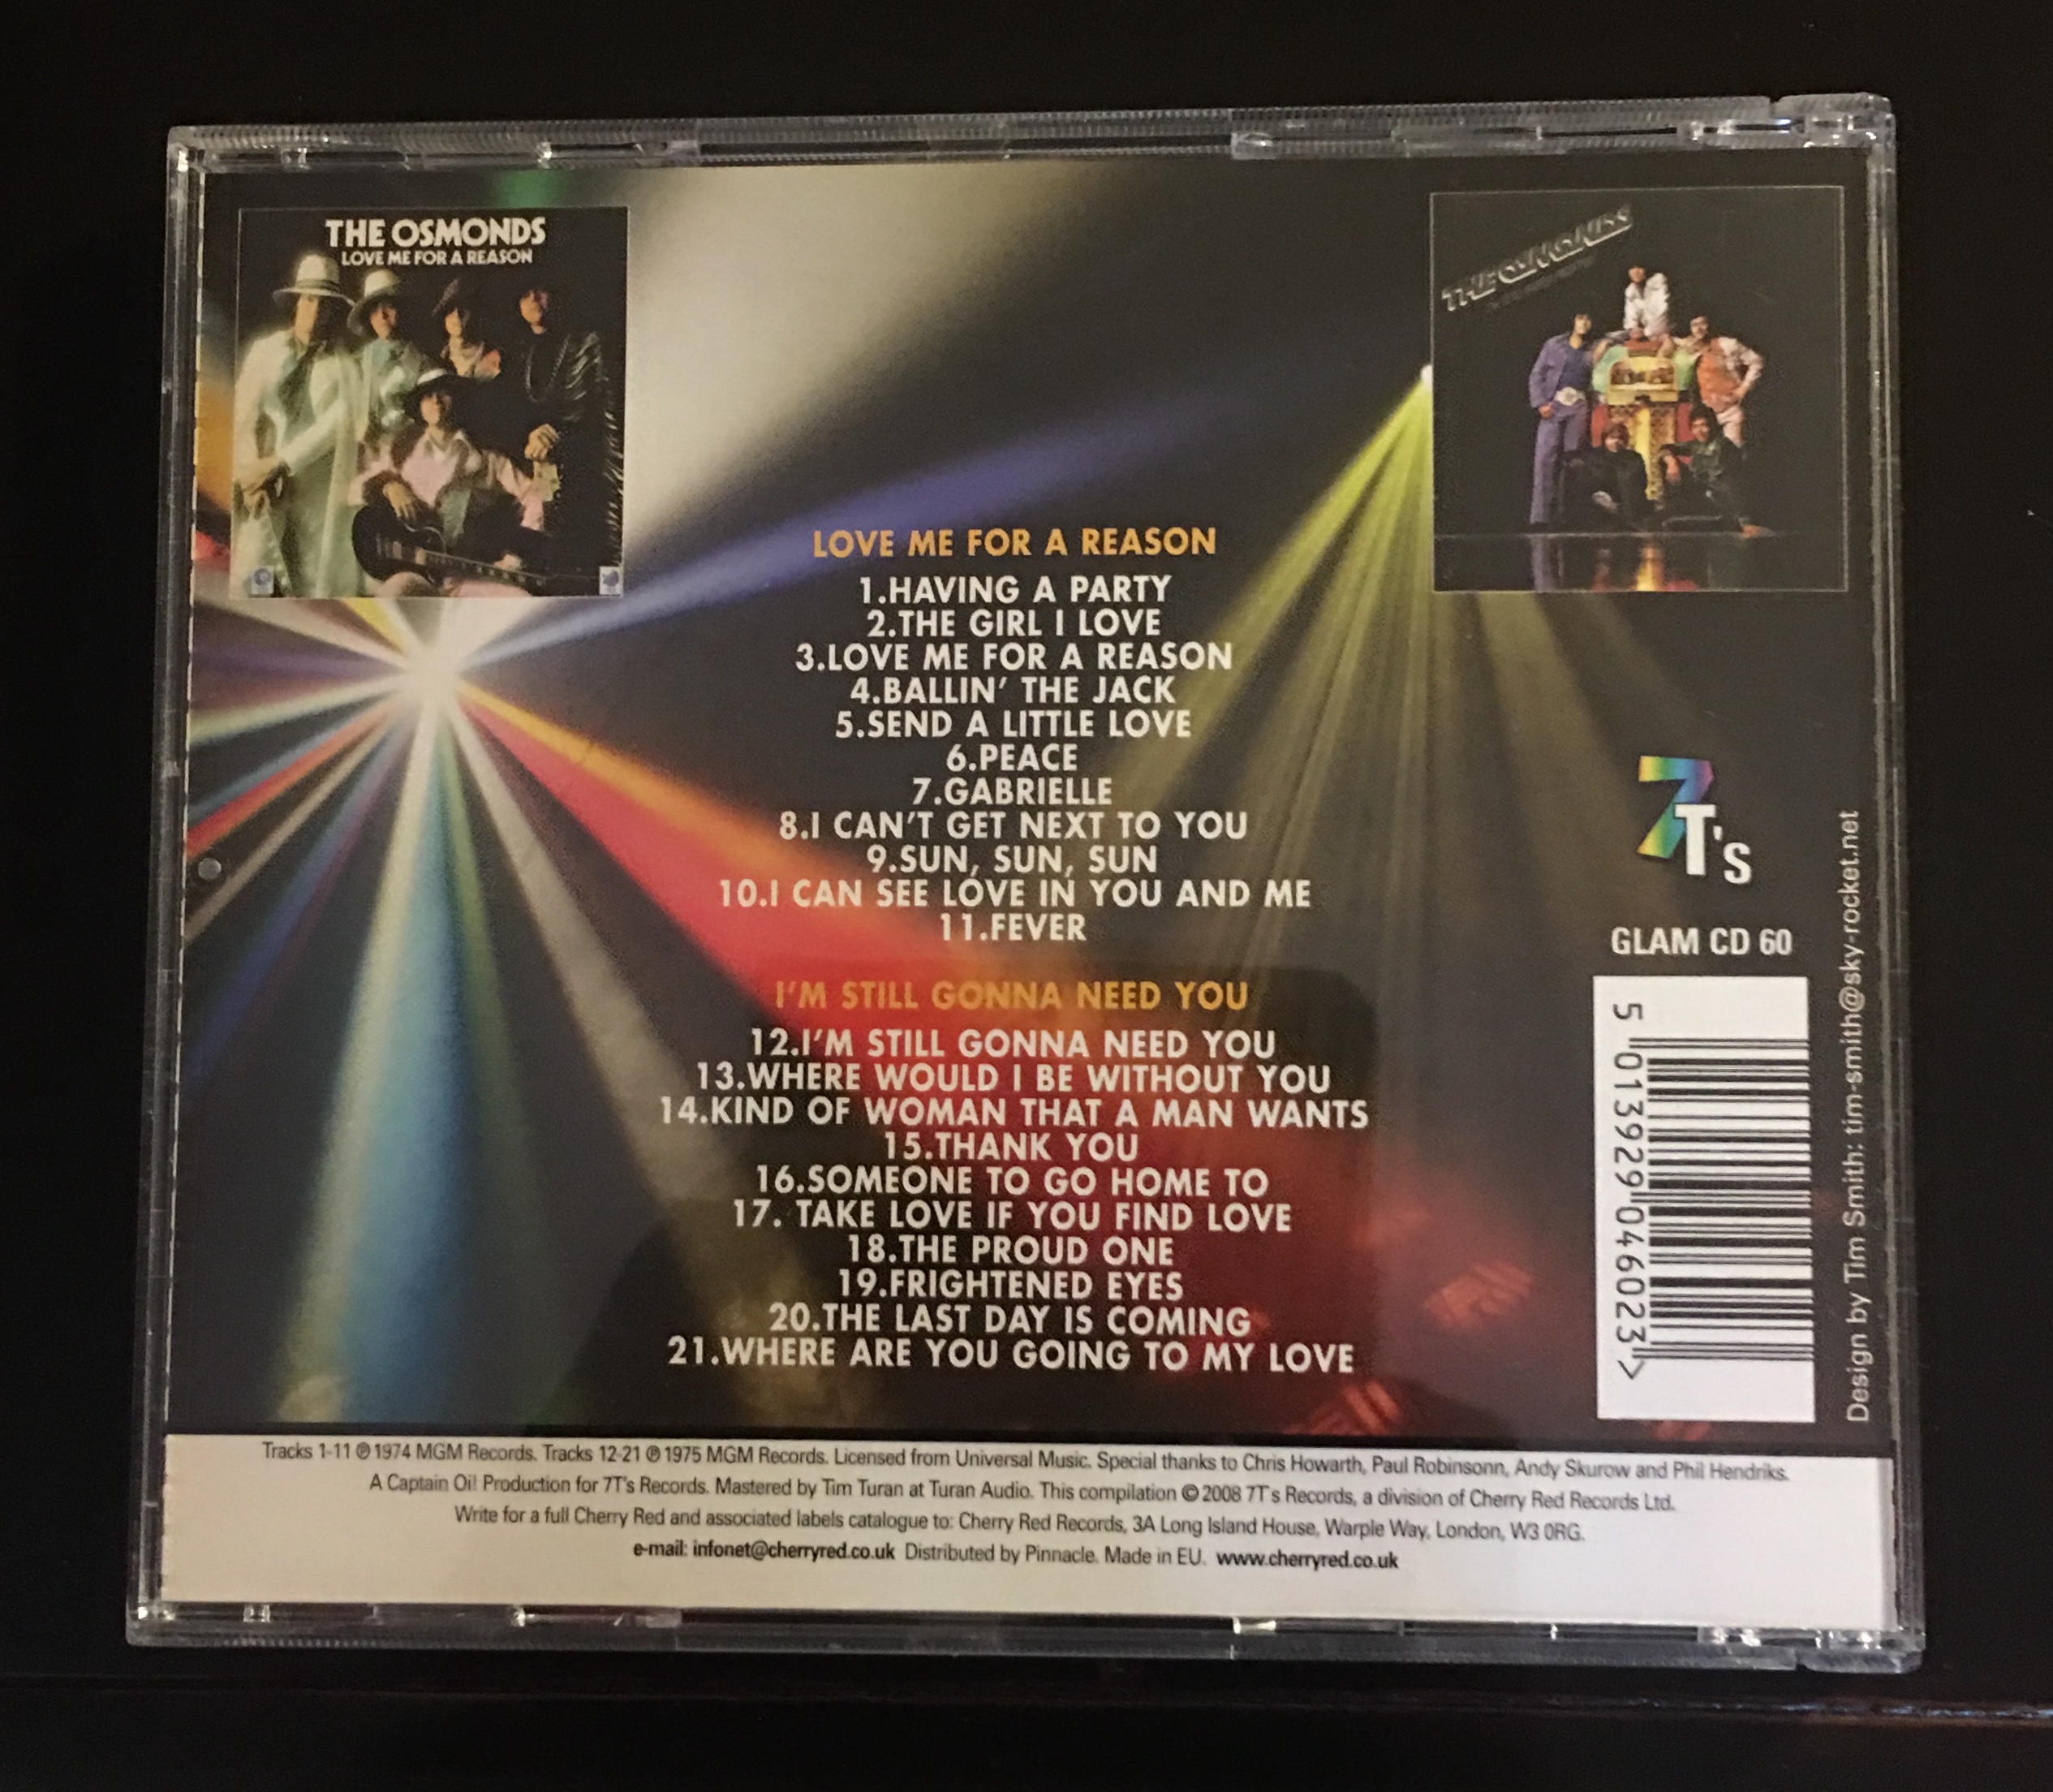 THE OSMONDS
LOVE ME FOR A REASON
THE OSMONDS
LOVE ME FOR A REASON
1.HAVING A PARTY
2.THE GIRL I LOVE
3.LOVE ME FOR A REASON
4.BALLIN' THE JACK
5.SEND A LITTLE LOVE
6.PEACE
7.GABRIELLE
8.I CAN'T GET NEXT TO YOU
9.SUN, SUN, SUN
10.I CAN SEE LOVE IN YOU AND ME
11.FEVER
I'M STILL GONNA NEED YOU
12.I'M STILL GONNA NEED YOU
13.WHERE WOULD I BE WITHOUT YOU
14.KIND OF WOMAN THAT A MAN WANTS
15.THANK YOU
16.SOMEONE TO GO HOME TO
17. TAKE LOVE IF YOU FIND LOVE
18.THE PROUD ONE
19.FRIGHTENED EYES
20.THE LAST DAY IS COMING
21.WHERE ARE YOU GOING TO MY LOVE
7T's
GLAM CD 60
5 013929 046023 >
Design by Tim Smith: tim-smith@sky-rocket.net
Tracks 1-11 ℗ 1974 MGM Records. Tracks 12-21 ℗ 1975 MGM Records. Licensed from Universal Music. Special thanks to Chris Howarth, Paul Robinsonn, Andy Skurow and Phil Hendriks.
A Captain Oi! Production for 7T's Records. Mastered by Tim Turan at Turan Audio. This compilation © 2008 7T's Records, a division of Cherry Red Records Ltd.
Write for a full Cherry Red and associated labels catalogue to: Cherry Red Records, 3A Long Island House, Warple Way, London, W3 0RG.
e-mail: infonet@cherryred.co.uk Distributed by Pinnacle. Made in EU. www.cherryred.co.uk